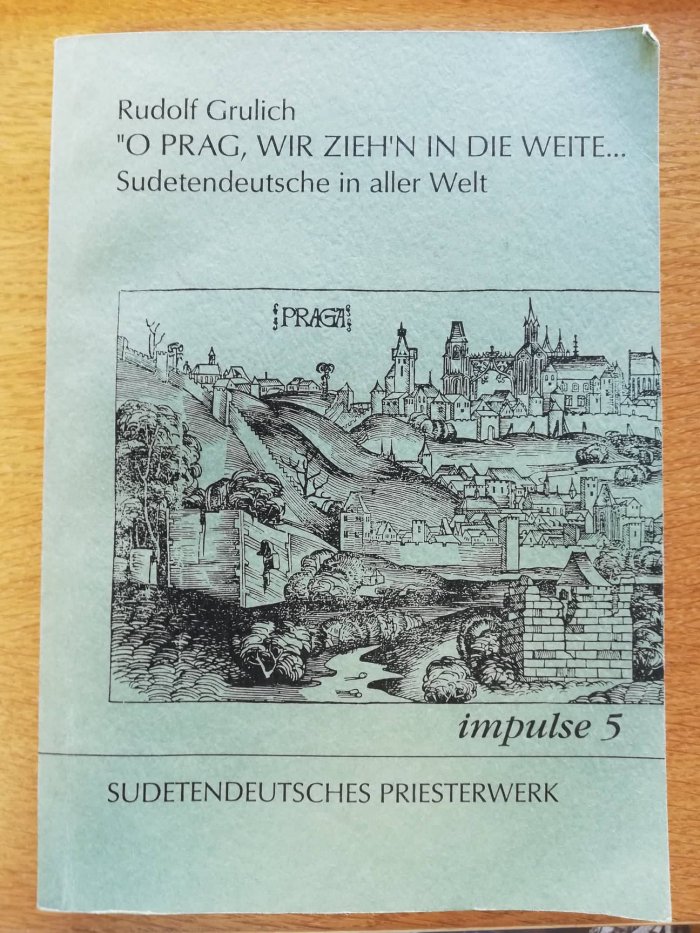 Rudolf Grulich
"O PRAG, WIR ZIEH'N IN DIE WEITE...
Sudetendeutsche in aller Welt
PRAGA
impulse 5
SUDETENDEUTSCHES PRIESTERWERK